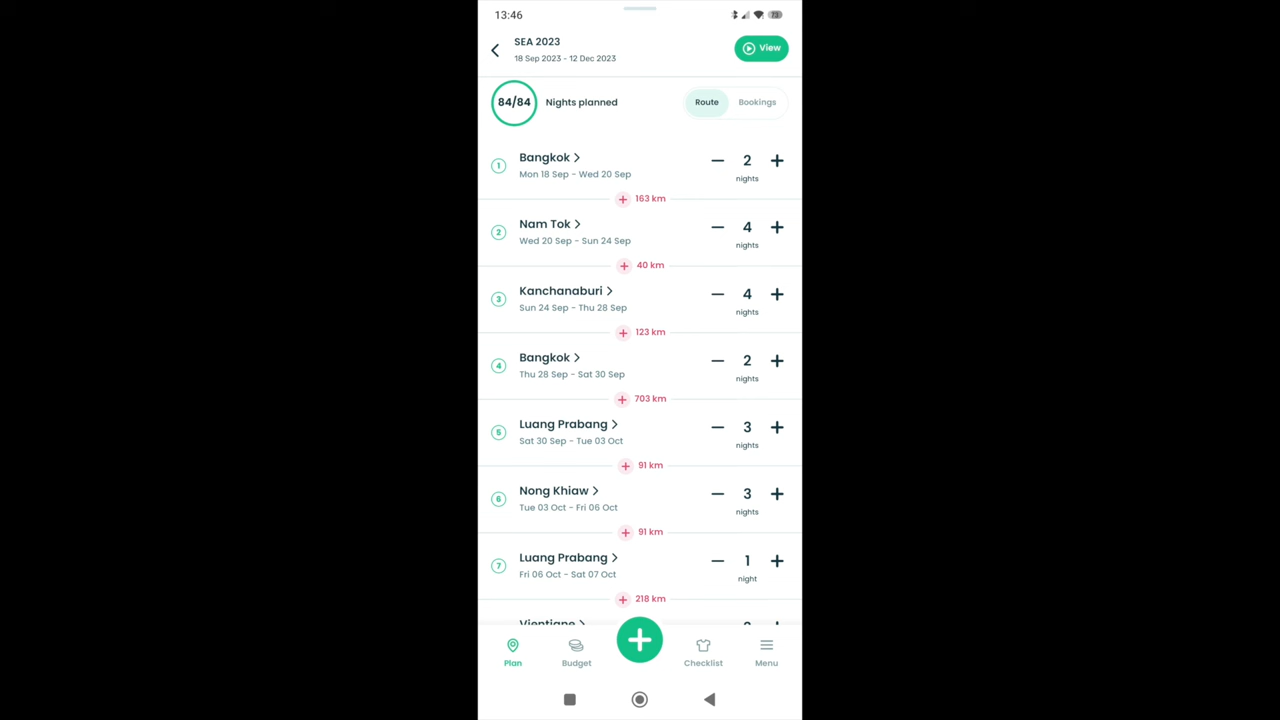 13:46
73
SEA 2023
18 Sep 2023 - 12 Dec 2023
View
84/84
Nights planned
Route
Bookings
1
Bangkok
Mon 18 Sep - Wed 20 Sep
2
nights
163 km
2
Nam Tok
Wed 20 Sep - Sun 24 Sep
4
nights
40 km
3
Kanchanaburi
Sun 24 Sep - Thu 28 Sep
4
nights
123 km
4
Bangkok
Thu 28 Sep - Sat 30 Sep
2
nights
703 km
5
Luang Prabang
Sat 30 Sep - Tue 03 Oct
3
nights
91 km
6
Nong Khiaw
Tue 03 Oct - Fri 06 Oct
3
nights
91 km
7
Luang Prabang
Fri 06 Oct - Sat 07 Oct
1
night
218 km
Vientiane
Plan
Budget
Checklist
Menu